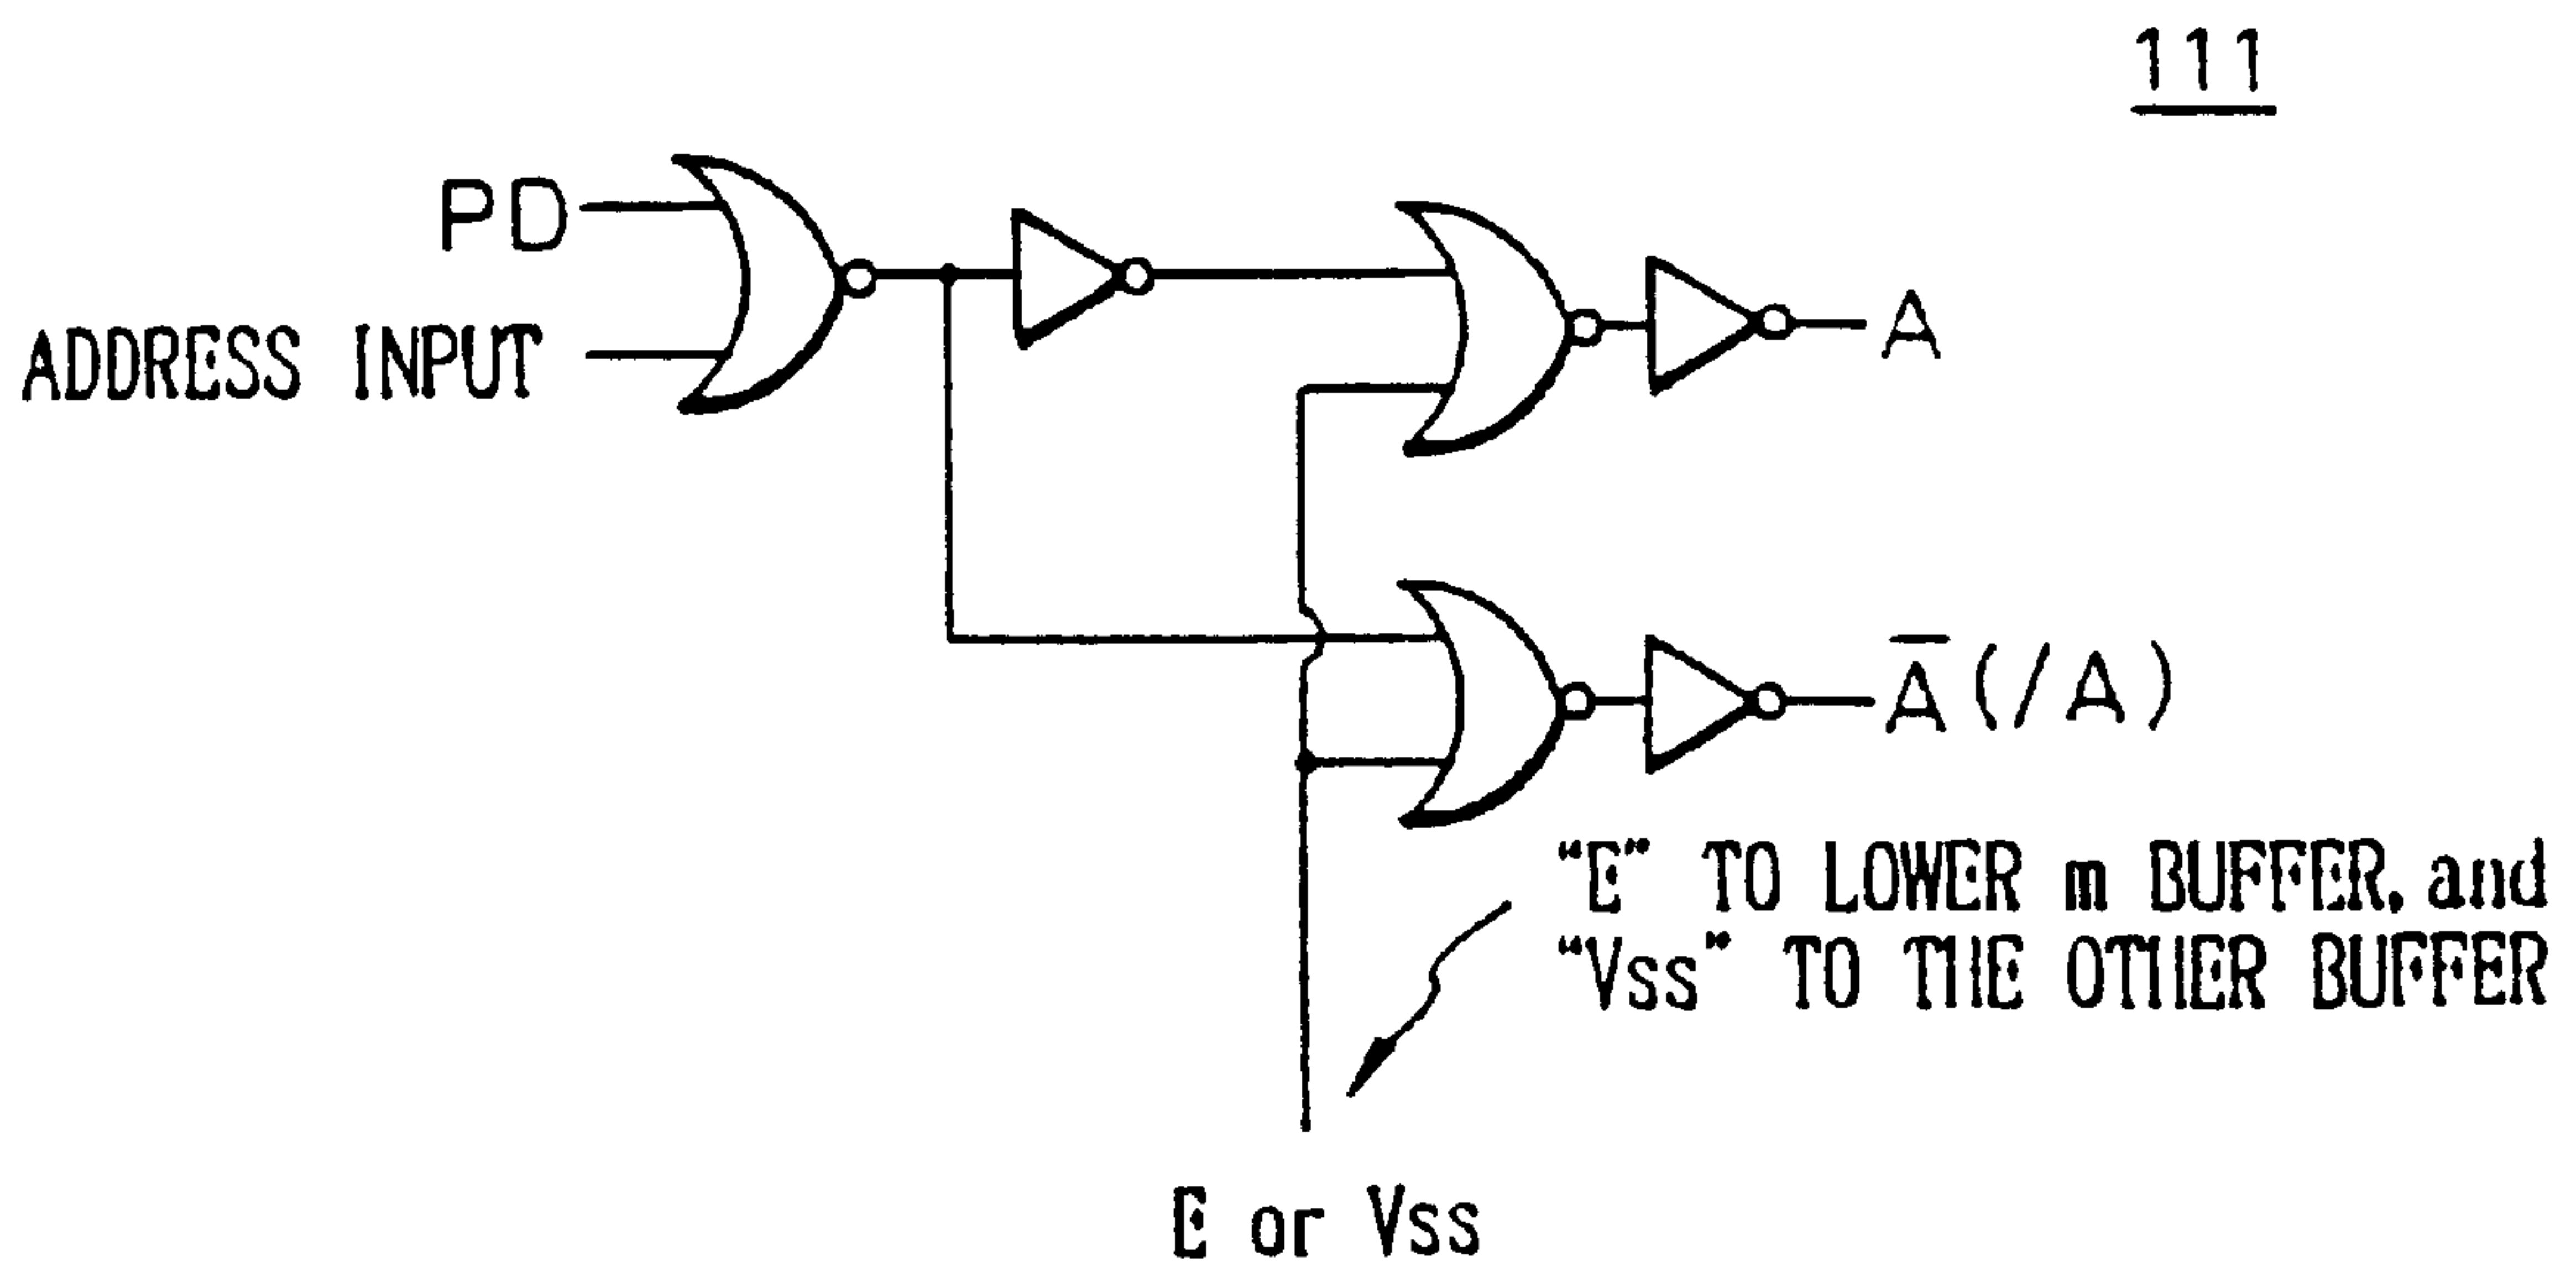 111
PD
ADDRESS INPUT
A
A̅ (/A)
“E” TO LOWER m BUFFER, and
“Vss” TO THE OTHER BUFFER
E or Vss